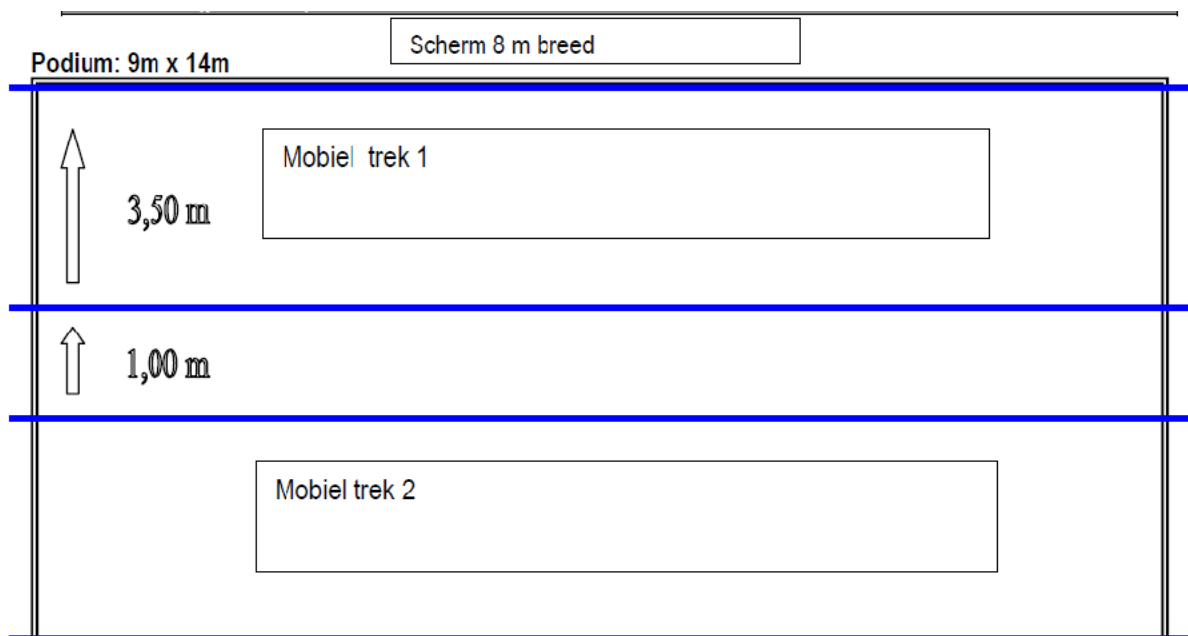 Scherm 8 m breed
Podium: 9m x 14m
Mobiel trek 1
3,50 m
1,00 m
Mobiel trek 2